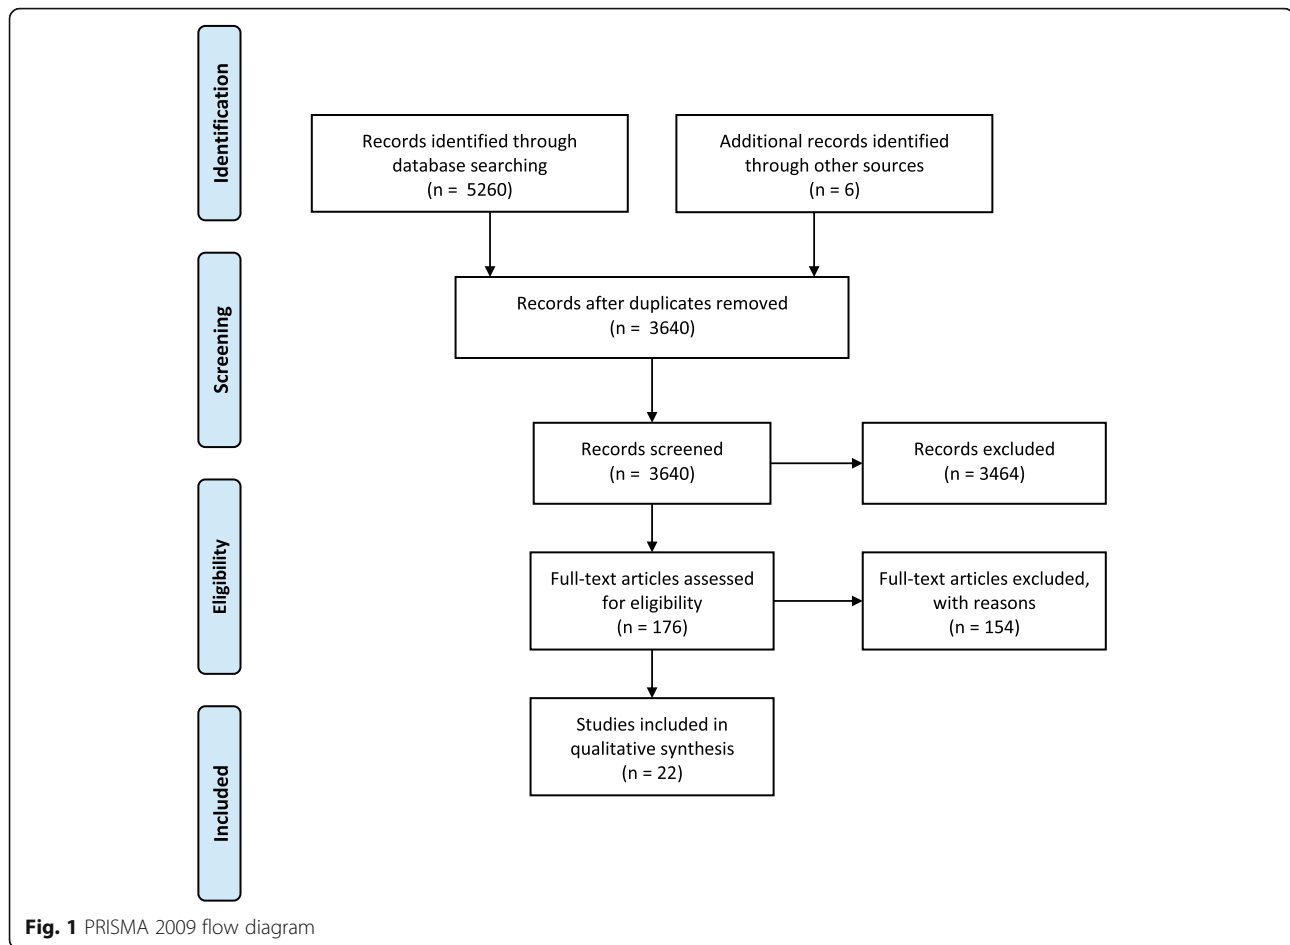 Identification
Records identified through
database searching
(n = 5260)
Additional records identified
through other sources
(n = 6)
Screening
Records after duplicates removed
(n = 3640)
Records screened
(n = 3640)
Records excluded
(n = 3464)
Eligibility
Full-text articles assessed
for eligibility
(n = 176)
Full-text articles excluded,
with reasons
(n = 154)
Included
Studies included in
qualitative synthesis
(n = 22)
Fig. 1 PRISMA 2009 flow diagram